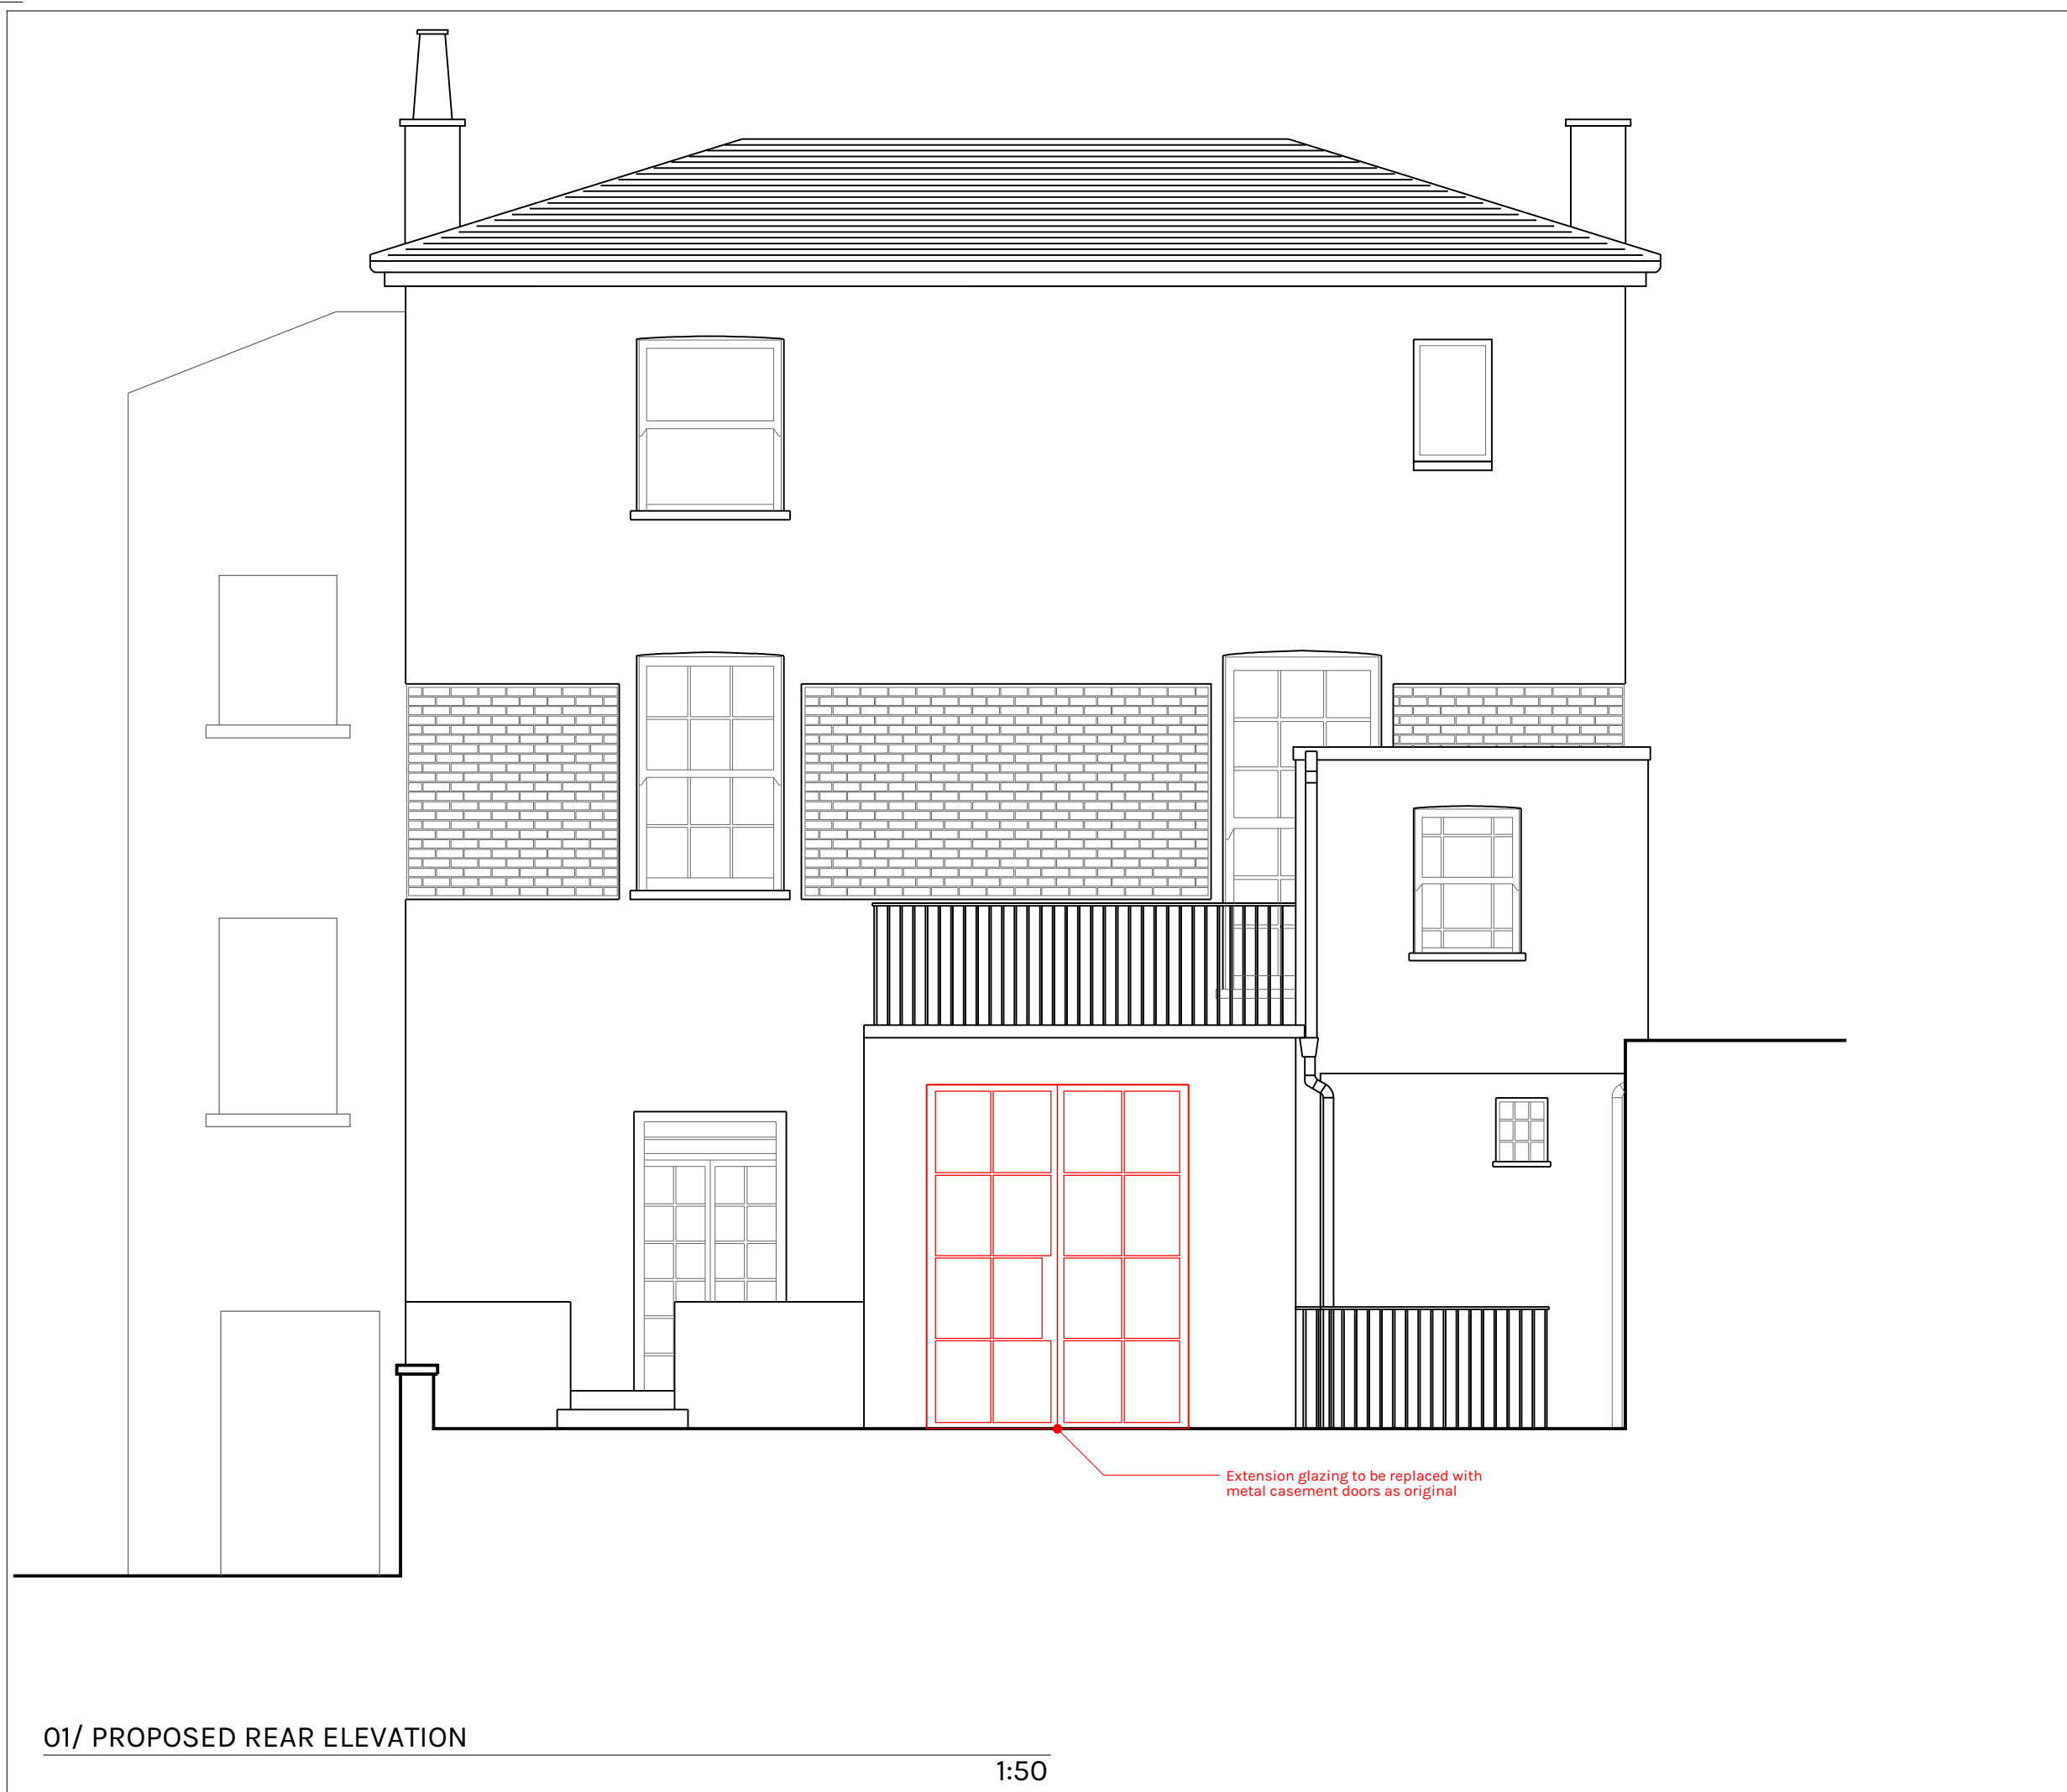 Extension glazing to be replaced with
metal casement doors as original
01/ PROPOSED REAR ELEVATION
1:50